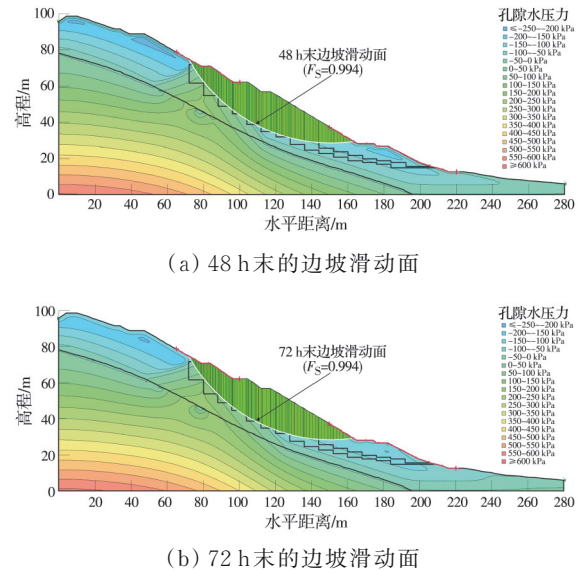 孔隙水压力
≤-250~-200 kPa
-200~-150 kPa
-150~-100 kPa
-100~-50 kPa
-50~0 kPa
0~50 kPa
50~100 kPa
100~150 kPa
150~200 kPa
200~250 kPa
250~300 kPa
300~350 kPa
350~400 kPa
400~450 kPa
450~500 kPa
500~550 kPa
550~600 kPa
≥600 kPa
48 h末边坡滑动面
(FS=0.994)
高程/m
100
80
60
40
20
0
20 40 60 80 100 120 140 160 180 200 220 240 260 280
水平距离/m
(a) 48 h末的边坡滑动面
孔隙水压力
≤-250~-200 kPa
-200~-150 kPa
-150~-100 kPa
-100~-50 kPa
-50~0 kPa
0~50 kPa
50~100 kPa
100~150 kPa
150~200 kPa
200~250 kPa
250~300 kPa
300~350 kPa
350~400 kPa
400~450 kPa
450~500 kPa
500~550 kPa
550~600 kPa
≥600 kPa
72 h末边坡滑动面
(FS=0.994)
高程/m
100
80
60
40
20
0
20 40 60 80 100 120 140 160 180 200 220 240 260 280
水平距离/m
(b) 72 h末的边坡滑动面